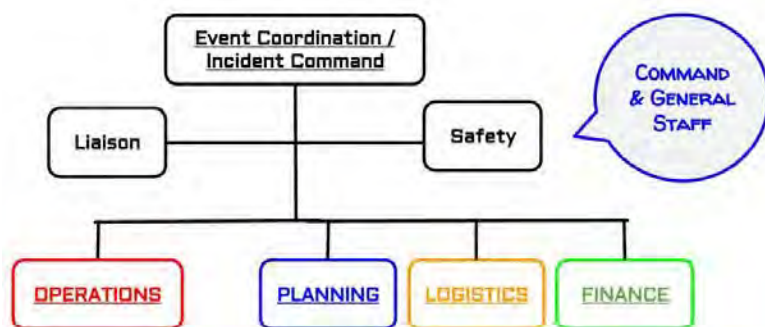 Event Coordination /
Incident Command
COMMAND
& GENERAL
STAFF
Liaison
Safety
OPERATIONS
PLANNING
LOGISTICS
FINANCE